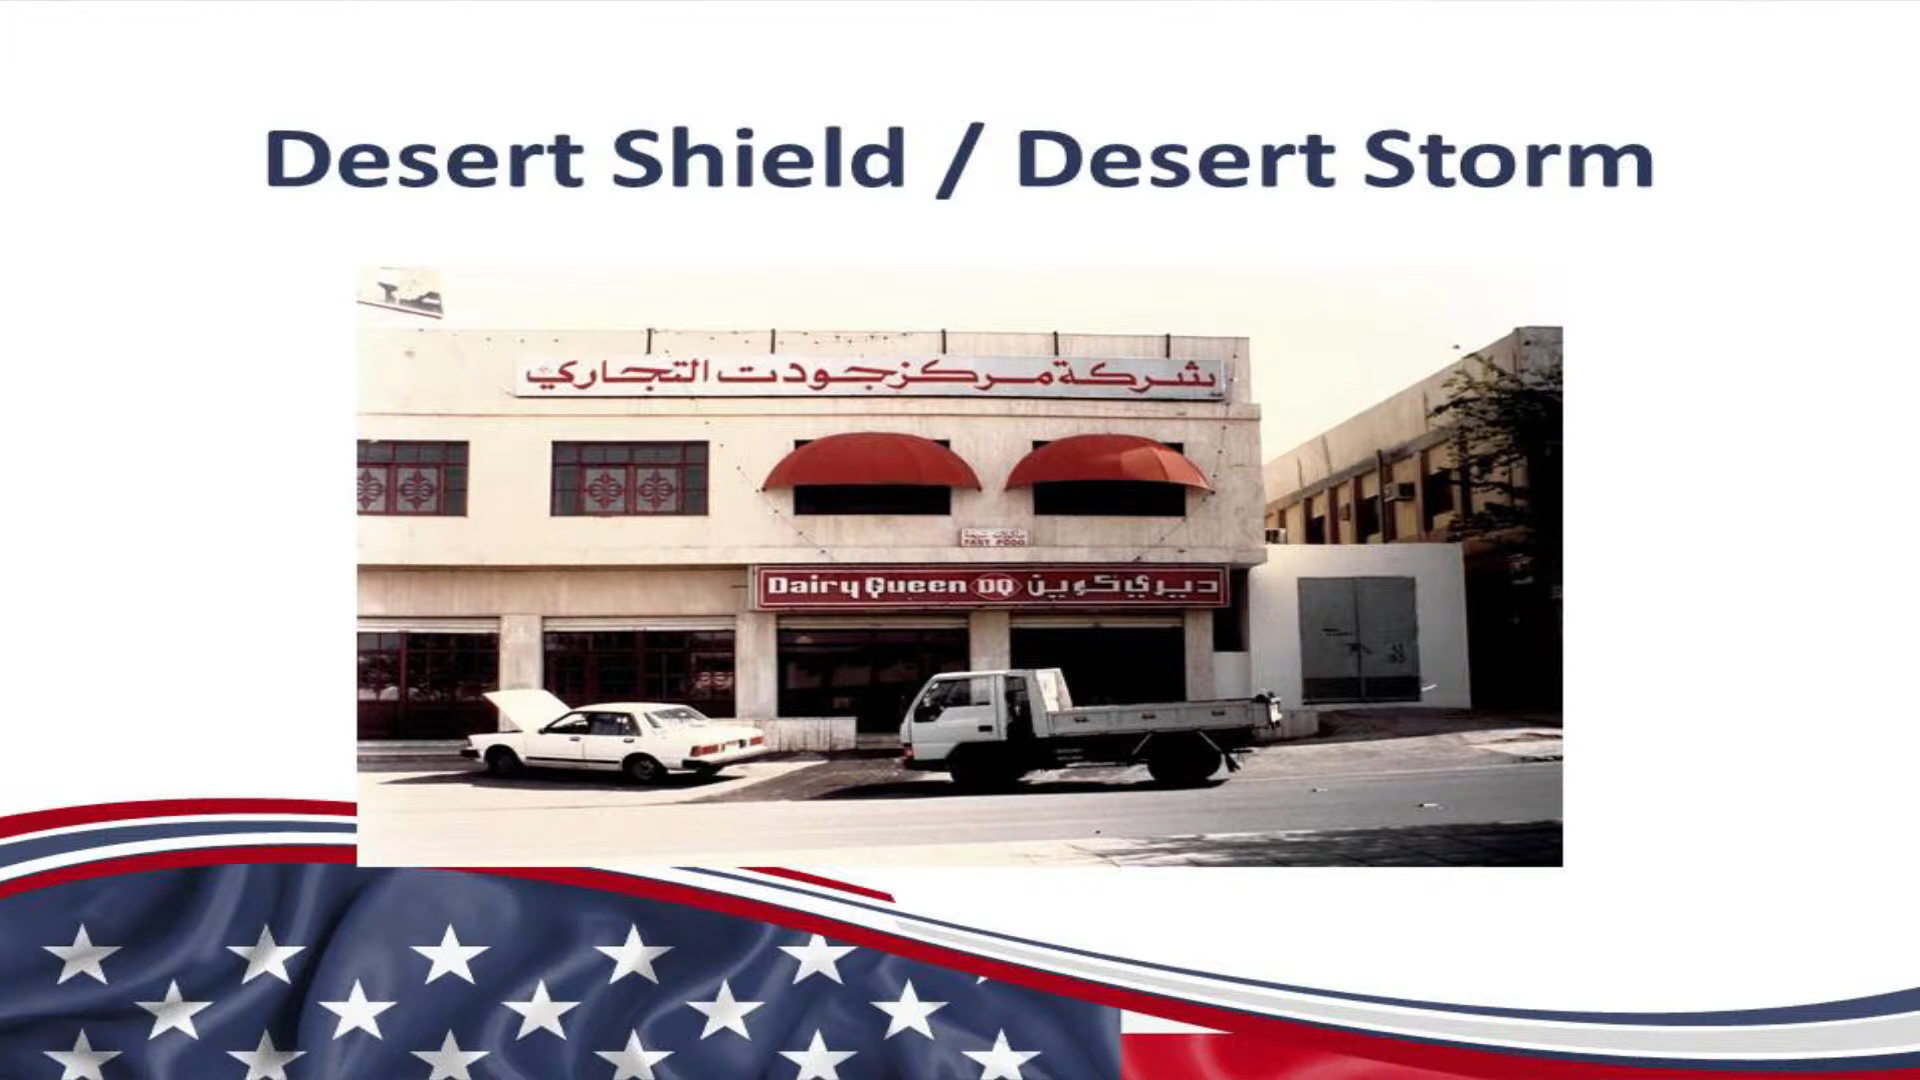 Desert Shield / Desert Storm
شركة مركز جودت التجاري
FAST FOOD
Dairy Queen DQ ديري كوين